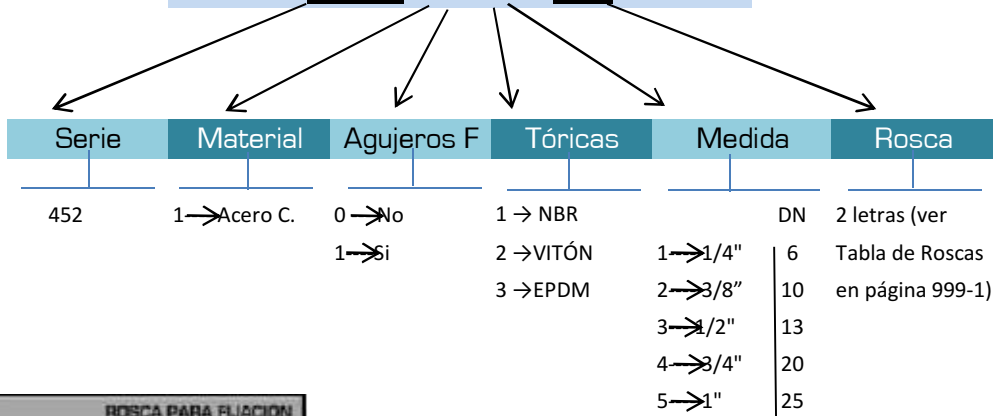 Serie Material Agujeros F Tóricas Medida Rosca
452 1→Acero C. 0→No 1 → NBR DN 2 letras (ver
1→Si 2 →VITÓN 1→1/4" 6 Tabla de Roscas
3 →EPDM 2→3/8” 10 en página 999-1)
3→1/2" 13
4→3/4" 20
5→1" 25
ROSCA PARA FIJACION